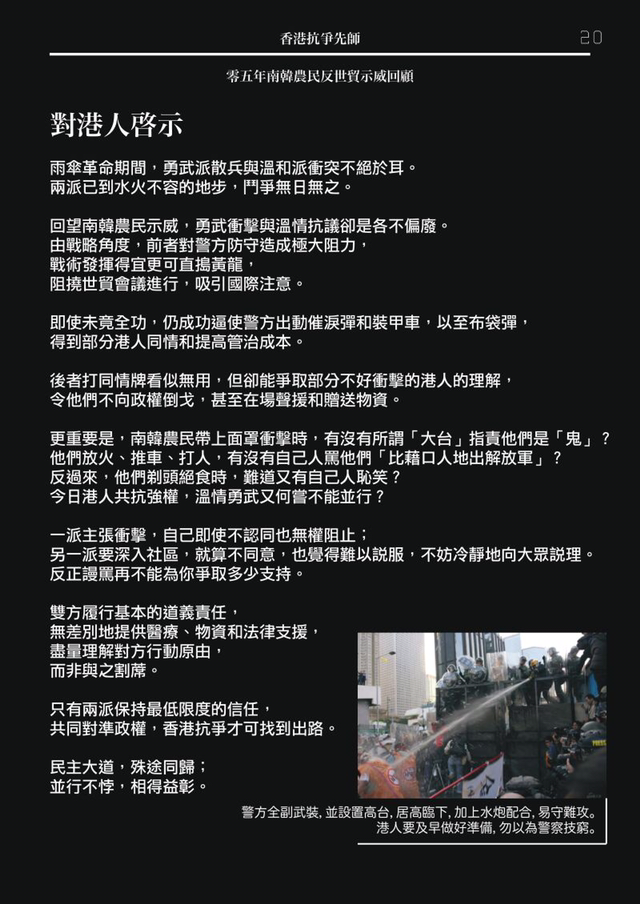 香港抗爭先師
20
零五年南韓農民反世貿示威回顧
對港人啓示
雨傘革命期間，勇武派散兵與溫和派衝突不絕於耳。
兩派已到水火不容的地步，鬥爭無日無之。
回望南韓農民示威，勇武衝擊與溫情抗議卻是各不偏廢。
由戰略角度，前者對警方防守造成極大阻力，
戰術發揮得宜更可直搗黃龍，
阻撓世貿會議進行，吸引國際注意。
即使未竟全功，仍成功逼使警方出動催淚彈和裝甲車，以至布袋彈，
得到部分港人同情和提高管治成本。
後者打同情牌看似無用，但卻能爭取部分不好衝擊的港人的理解，
令他們不向政權倒戈，甚至在場聲援和贈送物資。
更重要是，南韓農民帶上面罩衝擊時，有沒有所謂「大台」指責他們是「鬼」？
他們放火、推車、打人，有沒有自己人罵他們「比藉口人地出解放軍」？
反過來，他們剃頭絕食時，難道又有自己人恥笑？
今日港人共抗強權，溫情勇武又何嘗不能並行？
一派主張衝擊，自己即使不認同也無權阻止；
另一派要深入社區，就算不同意，也覺得難以說服，不妨冷靜地向大眾說理。
反正謾罵再不能為你爭取多少支持。
雙方履行基本的道義責任，
無差別地提供醫療、物資和法律支援，
盡量理解對方行動原由，
而非與之割蓆。
只有兩派保持最低限度的信任，
共同對準政權，香港抗爭才可找到出路。
民主大道，殊途同歸；
並行不悖，相得益彰。
警方全副武裝, 並設置高台, 居高臨下, 加上水炮配合, 易守難攻。
港人要及早做好準備, 勿以為警察技窮。